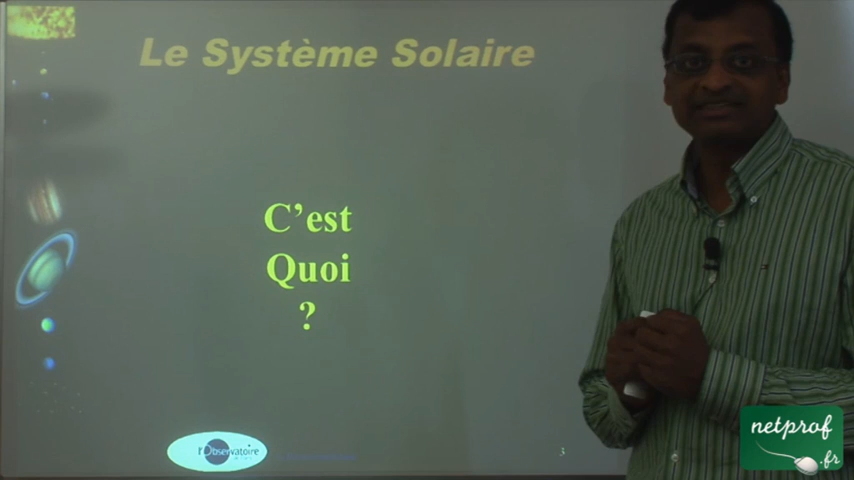 Le Système Solaire
C'est
Quoi
?
l'Observatoire
3
netprof
.fr